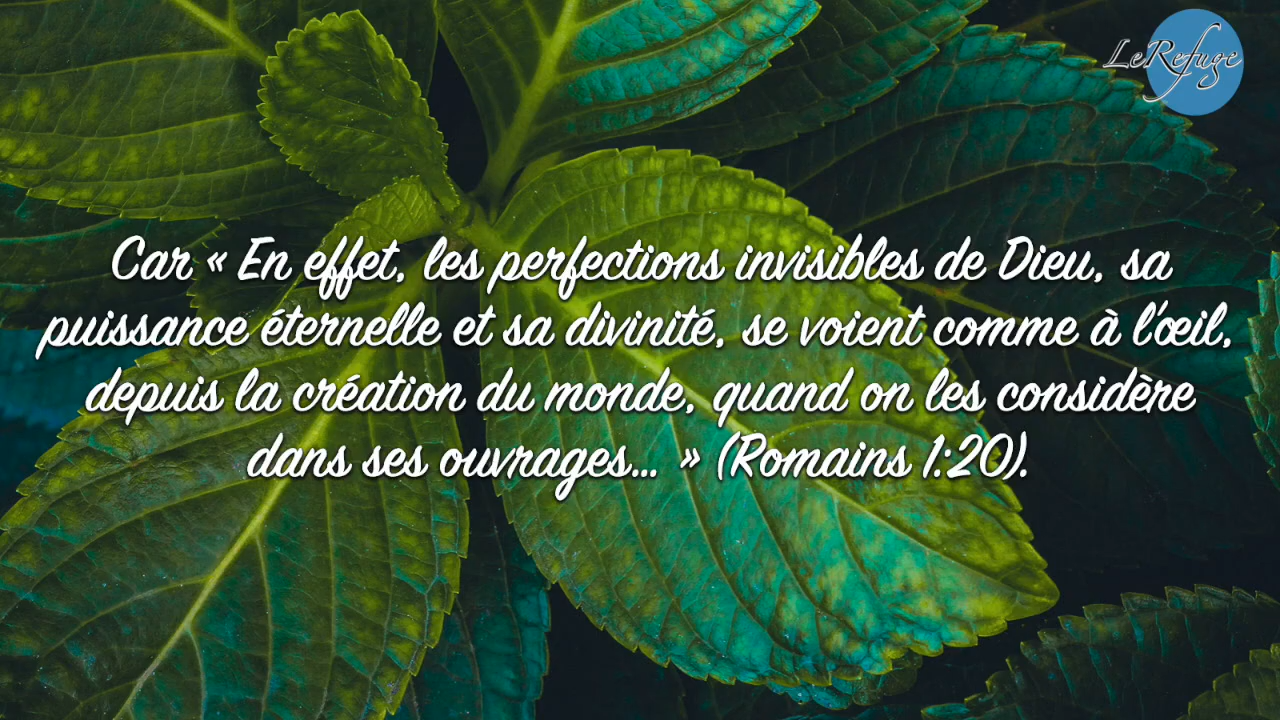 LeRefuge
Car « En effet, les perfections invisibles de Dieu, sa
puissance éternelle et sa divinité, se voient comme à l'œil,
depuis la création du monde, quand on les considère
dans ses ouvrages... » (Romains 1:20).